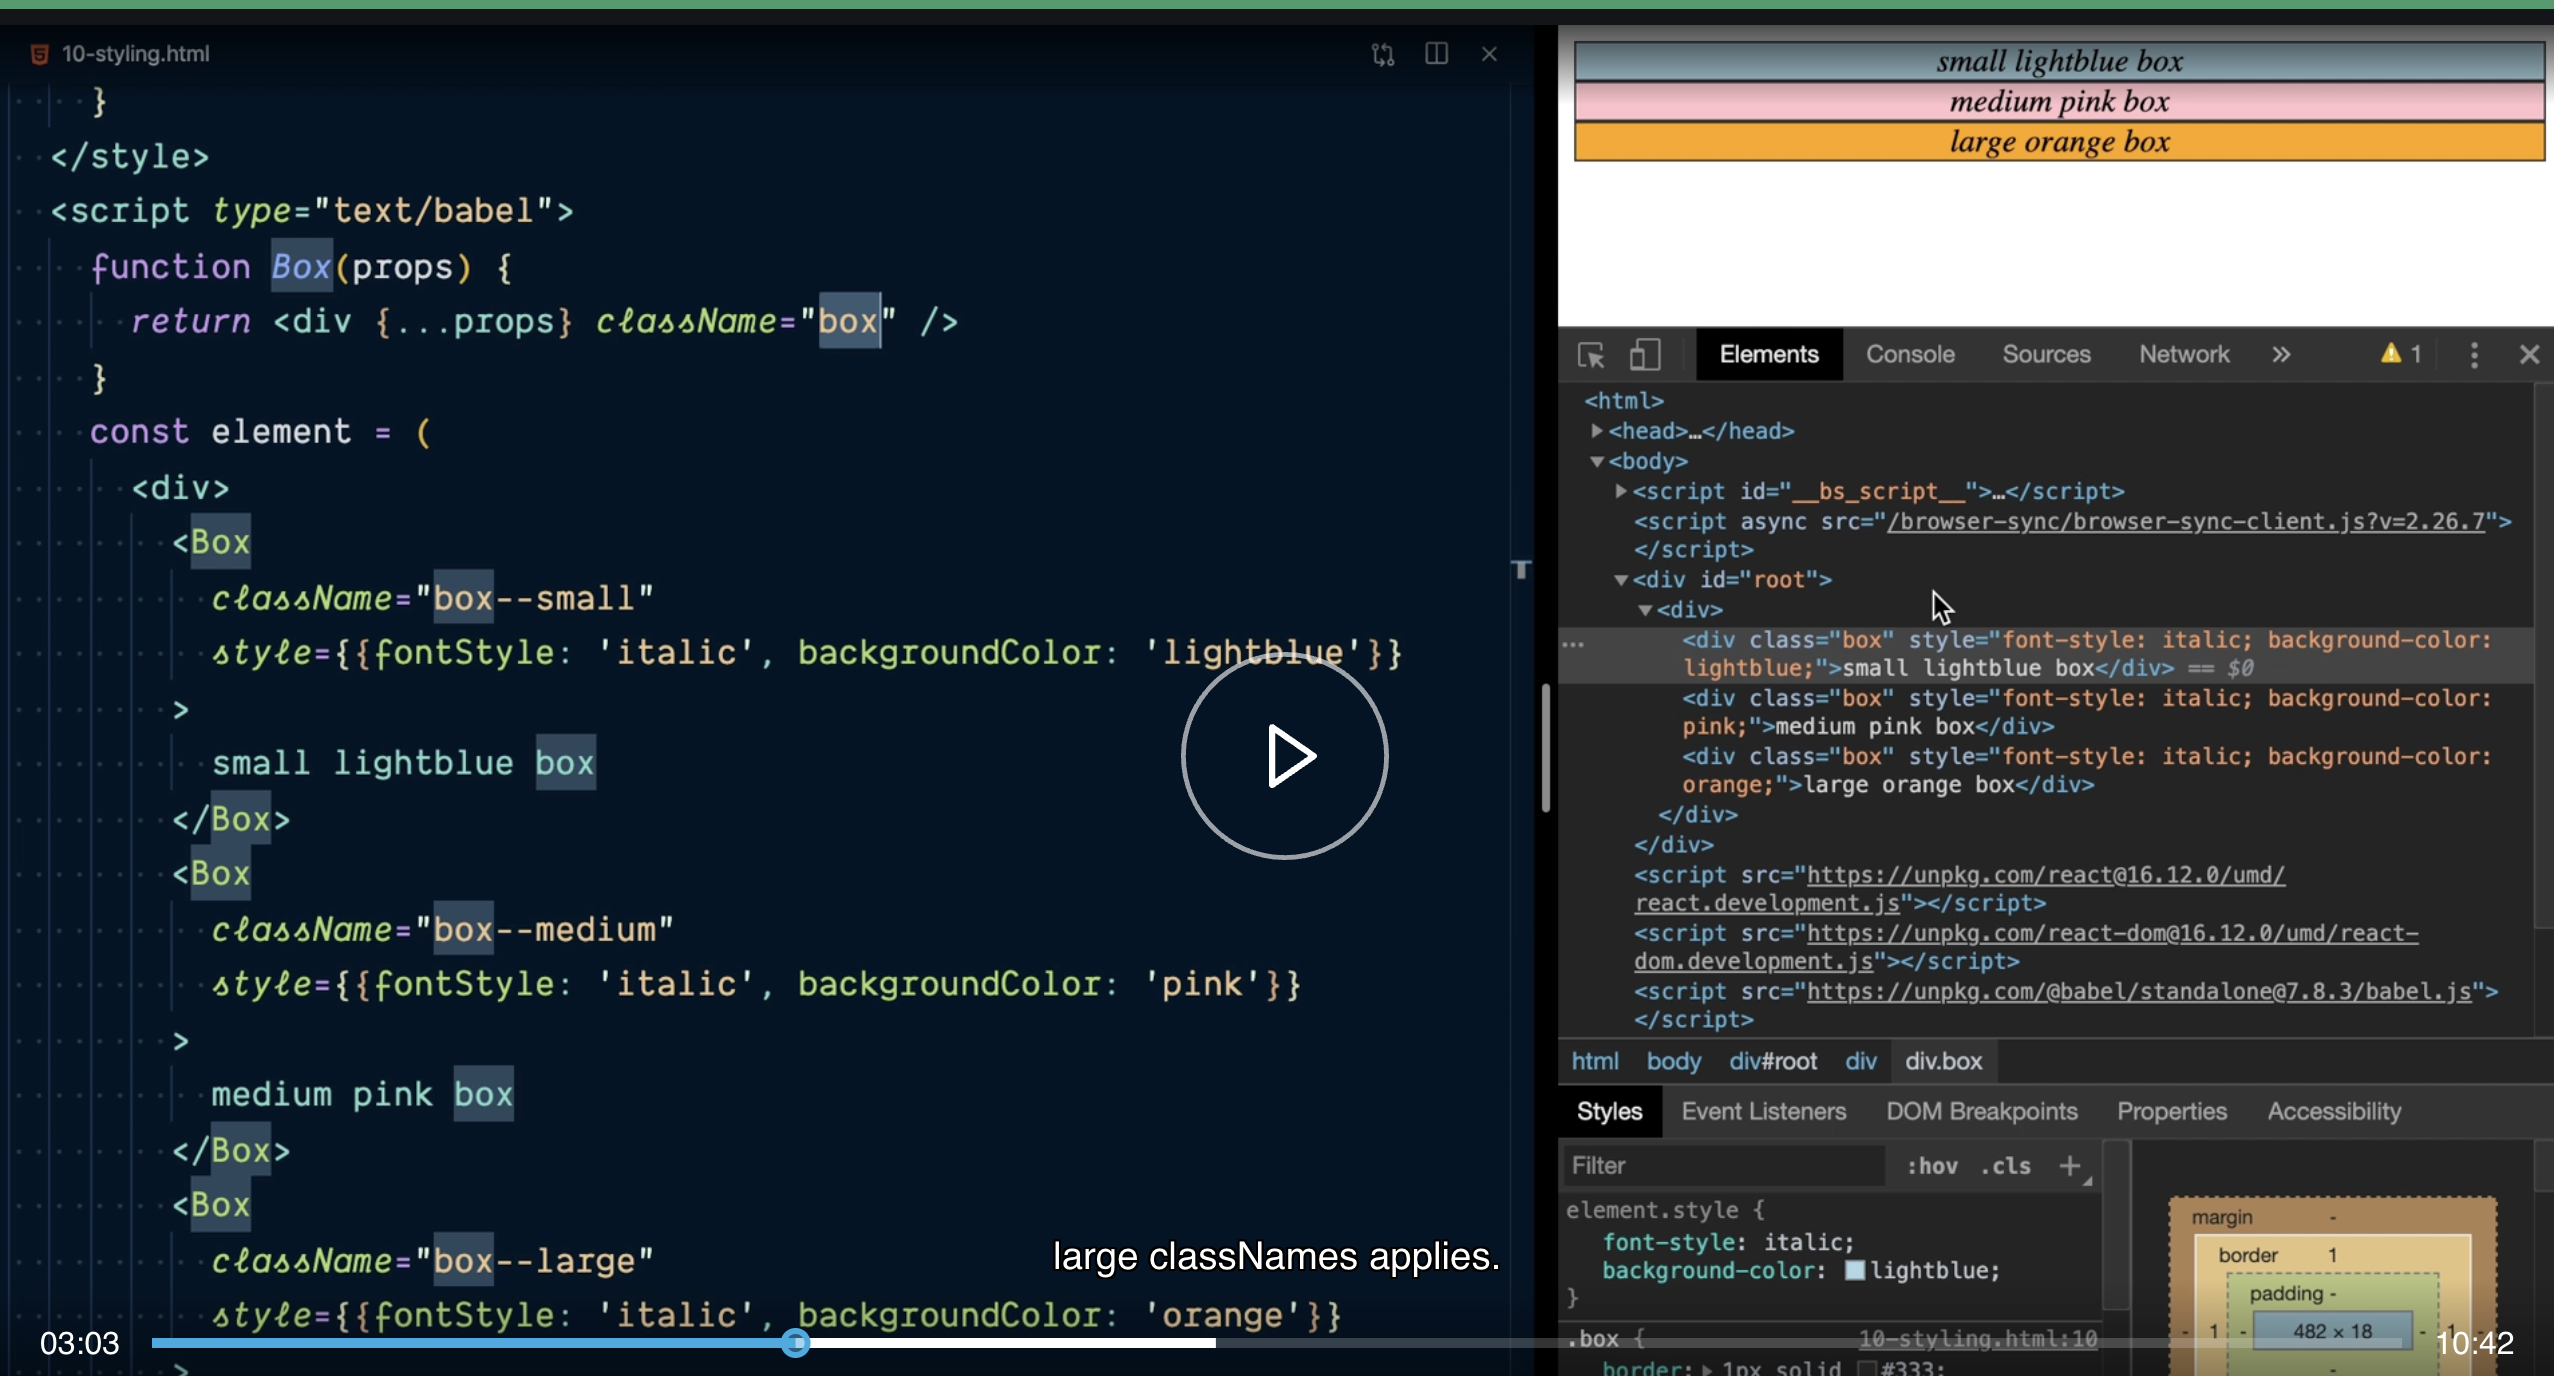 10-styling.html
}
</style>
<script type="text/babel">
function Box(props) {
return <div {...props} className="box" />
}
const element = (
<div>
<Box
className="box--small"
style={{fontStyle: 'italic', backgroundColor: 'lightblue'}}
>
small lightblue box
</Box>
<Box
className="box--medium"
style={{fontStyle: 'italic', backgroundColor: 'pink'}}
>
medium pink box
</Box>
<Box
className="box--large"
style={{fontStyle: 'italic', backgroundColor: 'orange'}}
>
large classNames applies.
03:03
10:42
small lightblue box
medium pink box
large orange box
Elements Console Sources Network » 1
<html>
<head>…</head>
<body>
<script id="__bs_script__">…</script>
<script async src="/browser-sync/browser-sync-client.js?v=2.26.7">
</script>
<div id="root">
<div>
<div class="box" style="font-style: italic; background-color:
lightblue;">small lightblue box</div> == $0
<div class="box" style="font-style: italic; background-color:
pink;">medium pink box</div>
<div class="box" style="font-style: italic; background-color:
orange;">large orange box</div>
</div>
</div>
<script src="https://unpkg.com/react@16.12.0/umd/
react.development.js"></script>
<script src="https://unpkg.com/react-dom@16.12.0/umd/react-
dom.development.js"></script>
<script src="https://unpkg.com/@babel/standalone@7.8.3/babel.js">
</script>
html body div#root div div.box
Styles Event Listeners DOM Breakpoints Properties Accessibility
Filter :hov .cls +
element.style {
font-style: italic;
background-color: lightblue;
}
.box { 10-styling.html:10
border: 1px solid #333;
margin -
border 1
padding -
- 1 - 482 × 18 - 1 -
-